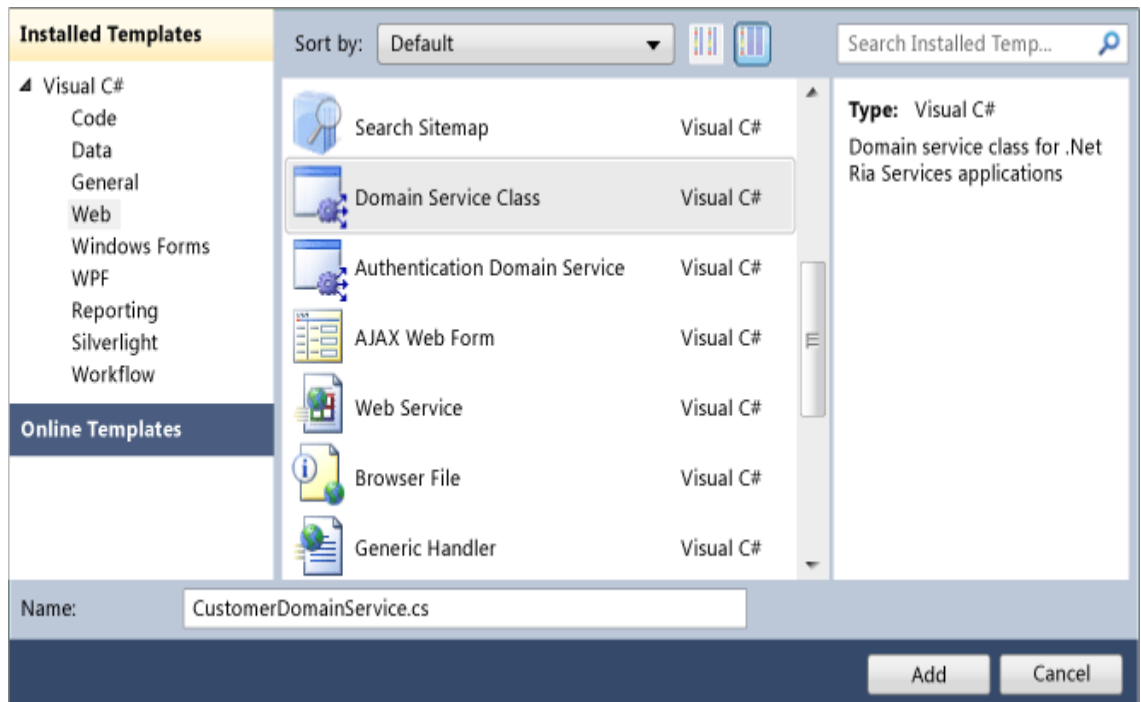 Installed Templates
Sort by: Default
Search Installed Temp...
Visual C#
Code
Data
General
Web
Windows Forms
WPF
Reporting
Silverlight
Workflow
Online Templates
Search Sitemap Visual C#
Domain Service Class Visual C#
Authentication Domain Service Visual C#
AJAX Web Form Visual C#
Web Service Visual C#
Browser File Visual C#
Generic Handler Visual C#
Type: Visual C#
Domain service class for .Net
Ria Services applications
Name: CustomerDomainService.cs
Add Cancel